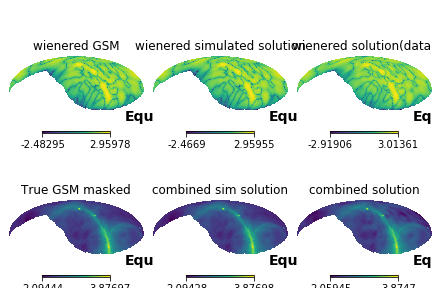 wienered GSM wienered simulated solution wienered solution(data
Equ Equ Equ
-2.48295 2.95978 -2.4669 2.95955 -2.91906 3.01361
True GSM masked combined sim solution combined solution
Equ Equ Equ
2.09444 3.87697 2.09428 3.87698 2.05945 3.8747